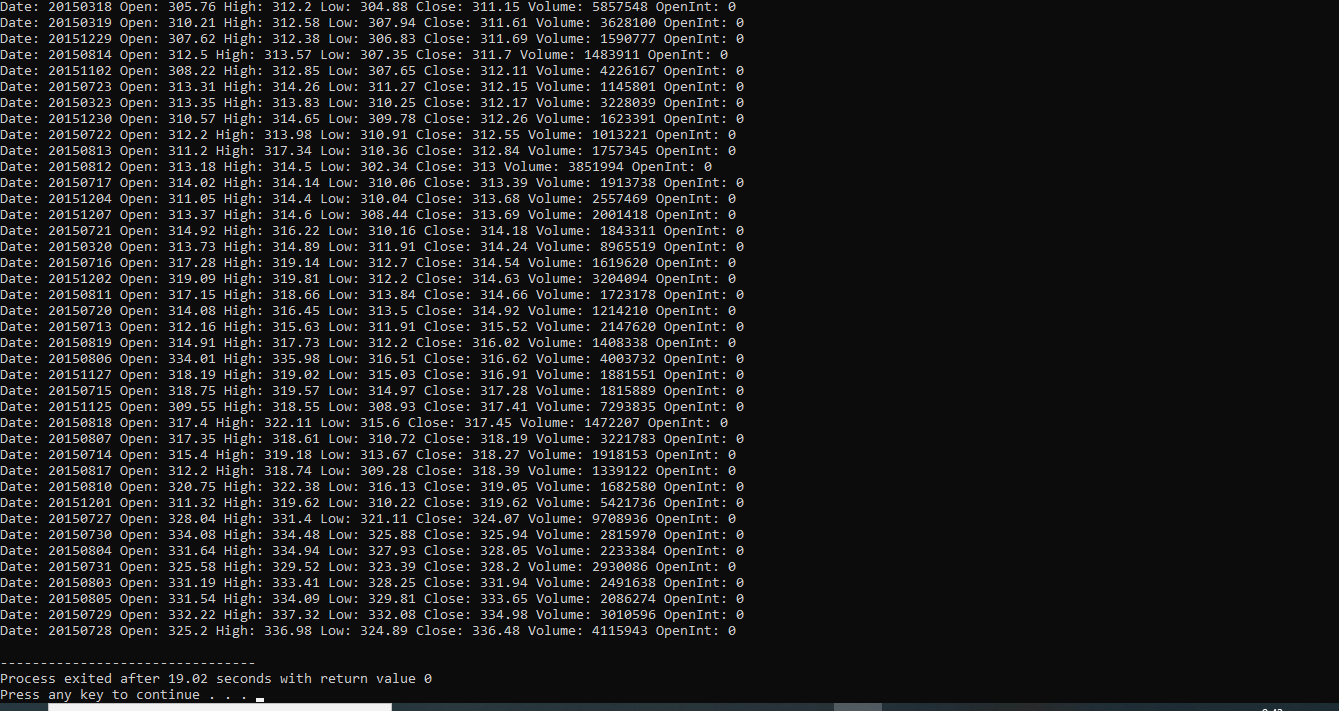 Date: 20150318 Open: 305.76 High: 312.2 Low: 304.88 Close: 311.15 Volume: 5857548 OpenInt: 0
Date: 20150319 Open: 310.21 High: 312.58 Low: 307.94 Close: 311.61 Volume: 3628100 OpenInt: 0
Date: 20151229 Open: 307.62 High: 312.38 Low: 306.83 Close: 311.69 Volume: 1590777 OpenInt: 0
Date: 20150814 Open: 312.5 High: 313.57 Low: 307.35 Close: 311.7 Volume: 1483911 OpenInt: 0
Date: 20151102 Open: 308.22 High: 312.85 Low: 307.65 Close: 312.11 Volume: 4226167 OpenInt: 0
Date: 20150723 Open: 313.31 High: 314.26 Low: 311.27 Close: 312.15 Volume: 1145801 OpenInt: 0
Date: 20150323 Open: 313.35 High: 313.83 Low: 310.25 Close: 312.17 Volume: 3228039 OpenInt: 0
Date: 20151230 Open: 310.57 High: 314.65 Low: 309.78 Close: 312.26 Volume: 1623391 OpenInt: 0
Date: 20150722 Open: 312.2 High: 313.98 Low: 310.91 Close: 312.55 Volume: 1013221 OpenInt: 0
Date: 20150813 Open: 311.2 High: 317.34 Low: 310.36 Close: 312.84 Volume: 1757345 OpenInt: 0
Date: 20150812 Open: 313.18 High: 314.5 Low: 302.34 Close: 313 Volume: 3851994 OpenInt: 0
Date: 20150717 Open: 314.02 High: 314.14 Low: 310.06 Close: 313.39 Volume: 1913738 OpenInt: 0
Date: 20151204 Open: 311.05 High: 314.4 Low: 310.04 Close: 313.68 Volume: 2557469 OpenInt: 0
Date: 20151207 Open: 313.37 High: 314.6 Low: 308.44 Close: 313.69 Volume: 2001418 OpenInt: 0
Date: 20150721 Open: 314.92 High: 316.22 Low: 310.16 Close: 314.18 Volume: 1843311 OpenInt: 0
Date: 20150320 Open: 313.73 High: 314.89 Low: 311.91 Close: 314.24 Volume: 8965519 OpenInt: 0
Date: 20150716 Open: 317.28 High: 319.14 Low: 312.7 Close: 314.54 Volume: 1619620 OpenInt: 0
Date: 20151202 Open: 319.09 High: 319.81 Low: 312.2 Close: 314.63 Volume: 3204094 OpenInt: 0
Date: 20150811 Open: 317.15 High: 318.66 Low: 313.84 Close: 314.66 Volume: 1723178 OpenInt: 0
Date: 20150720 Open: 314.08 High: 316.45 Low: 313.5 Close: 314.92 Volume: 1214210 OpenInt: 0
Date: 20150713 Open: 312.16 High: 315.63 Low: 311.91 Close: 315.52 Volume: 2147620 OpenInt: 0
Date: 20150819 Open: 314.91 High: 317.73 Low: 312.2 Close: 316.02 Volume: 1408338 OpenInt: 0
Date: 20150806 Open: 334.01 High: 335.98 Low: 316.51 Close: 316.62 Volume: 4003732 OpenInt: 0
Date: 20151127 Open: 318.19 High: 319.02 Low: 315.03 Close: 316.91 Volume: 1881551 OpenInt: 0
Date: 20150715 Open: 318.75 High: 319.57 Low: 314.97 Close: 317.28 Volume: 1815889 OpenInt: 0
Date: 20151125 Open: 309.55 High: 318.55 Low: 308.93 Close: 317.41 Volume: 7293835 OpenInt: 0
Date: 20150818 Open: 317.4 High: 322.11 Low: 315.6 Close: 317.45 Volume: 1472207 OpenInt: 0
Date: 20150807 Open: 317.35 High: 318.61 Low: 310.72 Close: 318.19 Volume: 3221783 OpenInt: 0
Date: 20150714 Open: 315.4 High: 319.18 Low: 313.67 Close: 318.27 Volume: 1918153 OpenInt: 0
Date: 20150817 Open: 312.2 High: 318.74 Low: 309.28 Close: 318.39 Volume: 1339122 OpenInt: 0
Date: 20150810 Open: 320.75 High: 322.38 Low: 316.13 Close: 319.05 Volume: 1682580 OpenInt: 0
Date: 20151201 Open: 311.32 High: 319.62 Low: 310.22 Close: 319.62 Volume: 5421736 OpenInt: 0
Date: 20150727 Open: 328.04 High: 331.4 Low: 321.11 Close: 324.07 Volume: 9708936 OpenInt: 0
Date: 20150730 Open: 334.08 High: 334.48 Low: 325.88 Close: 325.94 Volume: 2815970 OpenInt: 0
Date: 20150804 Open: 331.64 High: 334.94 Low: 327.93 Close: 328.05 Volume: 2233384 OpenInt: 0
Date: 20150731 Open: 325.58 High: 329.52 Low: 323.39 Close: 328.2 Volume: 2930086 OpenInt: 0
Date: 20150803 Open: 331.19 High: 333.41 Low: 328.25 Close: 331.94 Volume: 2491638 OpenInt: 0
Date: 20150805 Open: 331.54 High: 334.09 Low: 329.81 Close: 333.65 Volume: 2086274 OpenInt: 0
Date: 20150729 Open: 332.22 High: 337.32 Low: 332.08 Close: 334.98 Volume: 3010596 OpenInt: 0
Date: 20150728 Open: 325.2 High: 336.98 Low: 324.89 Close: 336.48 Volume: 4115943 OpenInt: 0
--------------------------------
Process exited after 19.02 seconds with return value 0
Press any key to continue . . .